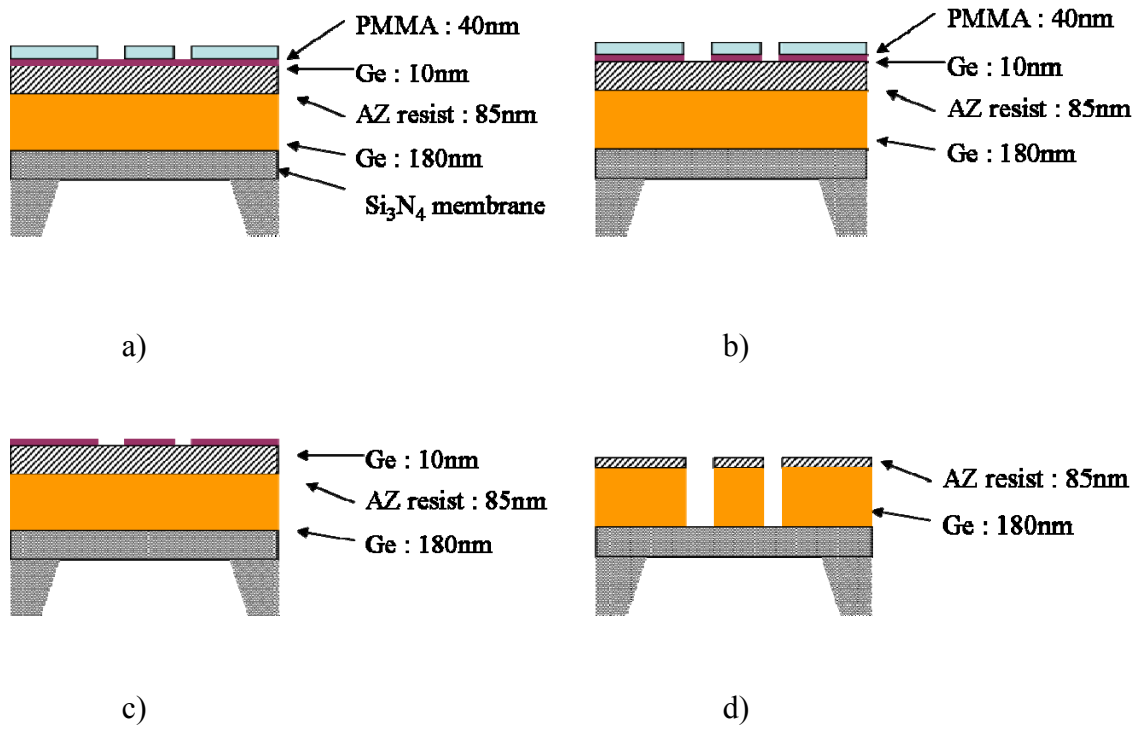 PMMA : 40nm
Ge : 10nm
AZ resist : 85nm
Ge : 180nm
Si₃N₄ membrane
a)
PMMA : 40nm
Ge : 10nm
AZ resist : 85nm
Ge : 180nm
b)
Ge : 10nm
AZ resist : 85nm
Ge : 180nm
c)
AZ resist : 85nm
Ge : 180nm
d)